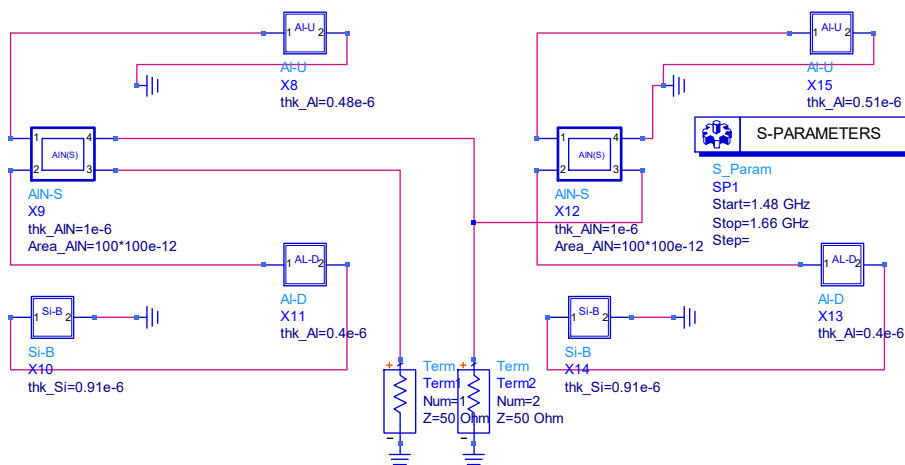 1 Al-U 2
Al-U
X8
thk_Al=0.48e-6
1 4
AlN(S)
2 3
AlN-S
X9
thk_AlN=1e-6
Area_AlN=100*100e-12
1 AL-D 2
Al-D
X11
thk_Al=0.4e-6
1 Si-B 2
Si-B
X10
thk_Si=0.91e-6
+
Term
Term1
Num=1
Z=50 Ohm
-
+
Term
Term2
Num=2
Z=50 Ohm
-
1 Al-U 2
Al-U
X15
thk_Al=0.51e-6
1 4
AlN(S)
2 3
AlN-S
X12
thk_AlN=1e-6
Area_AlN=100*100e-12
S-PARAMETERS
S_Param
SP1
Start=1.48 GHz
Stop=1.66 GHz
Step=
1 AL-D 2
Al-D
X13
thk_Al=0.4e-6
1 Si-B 2
Si-B
X14
thk_Si=0.91e-6